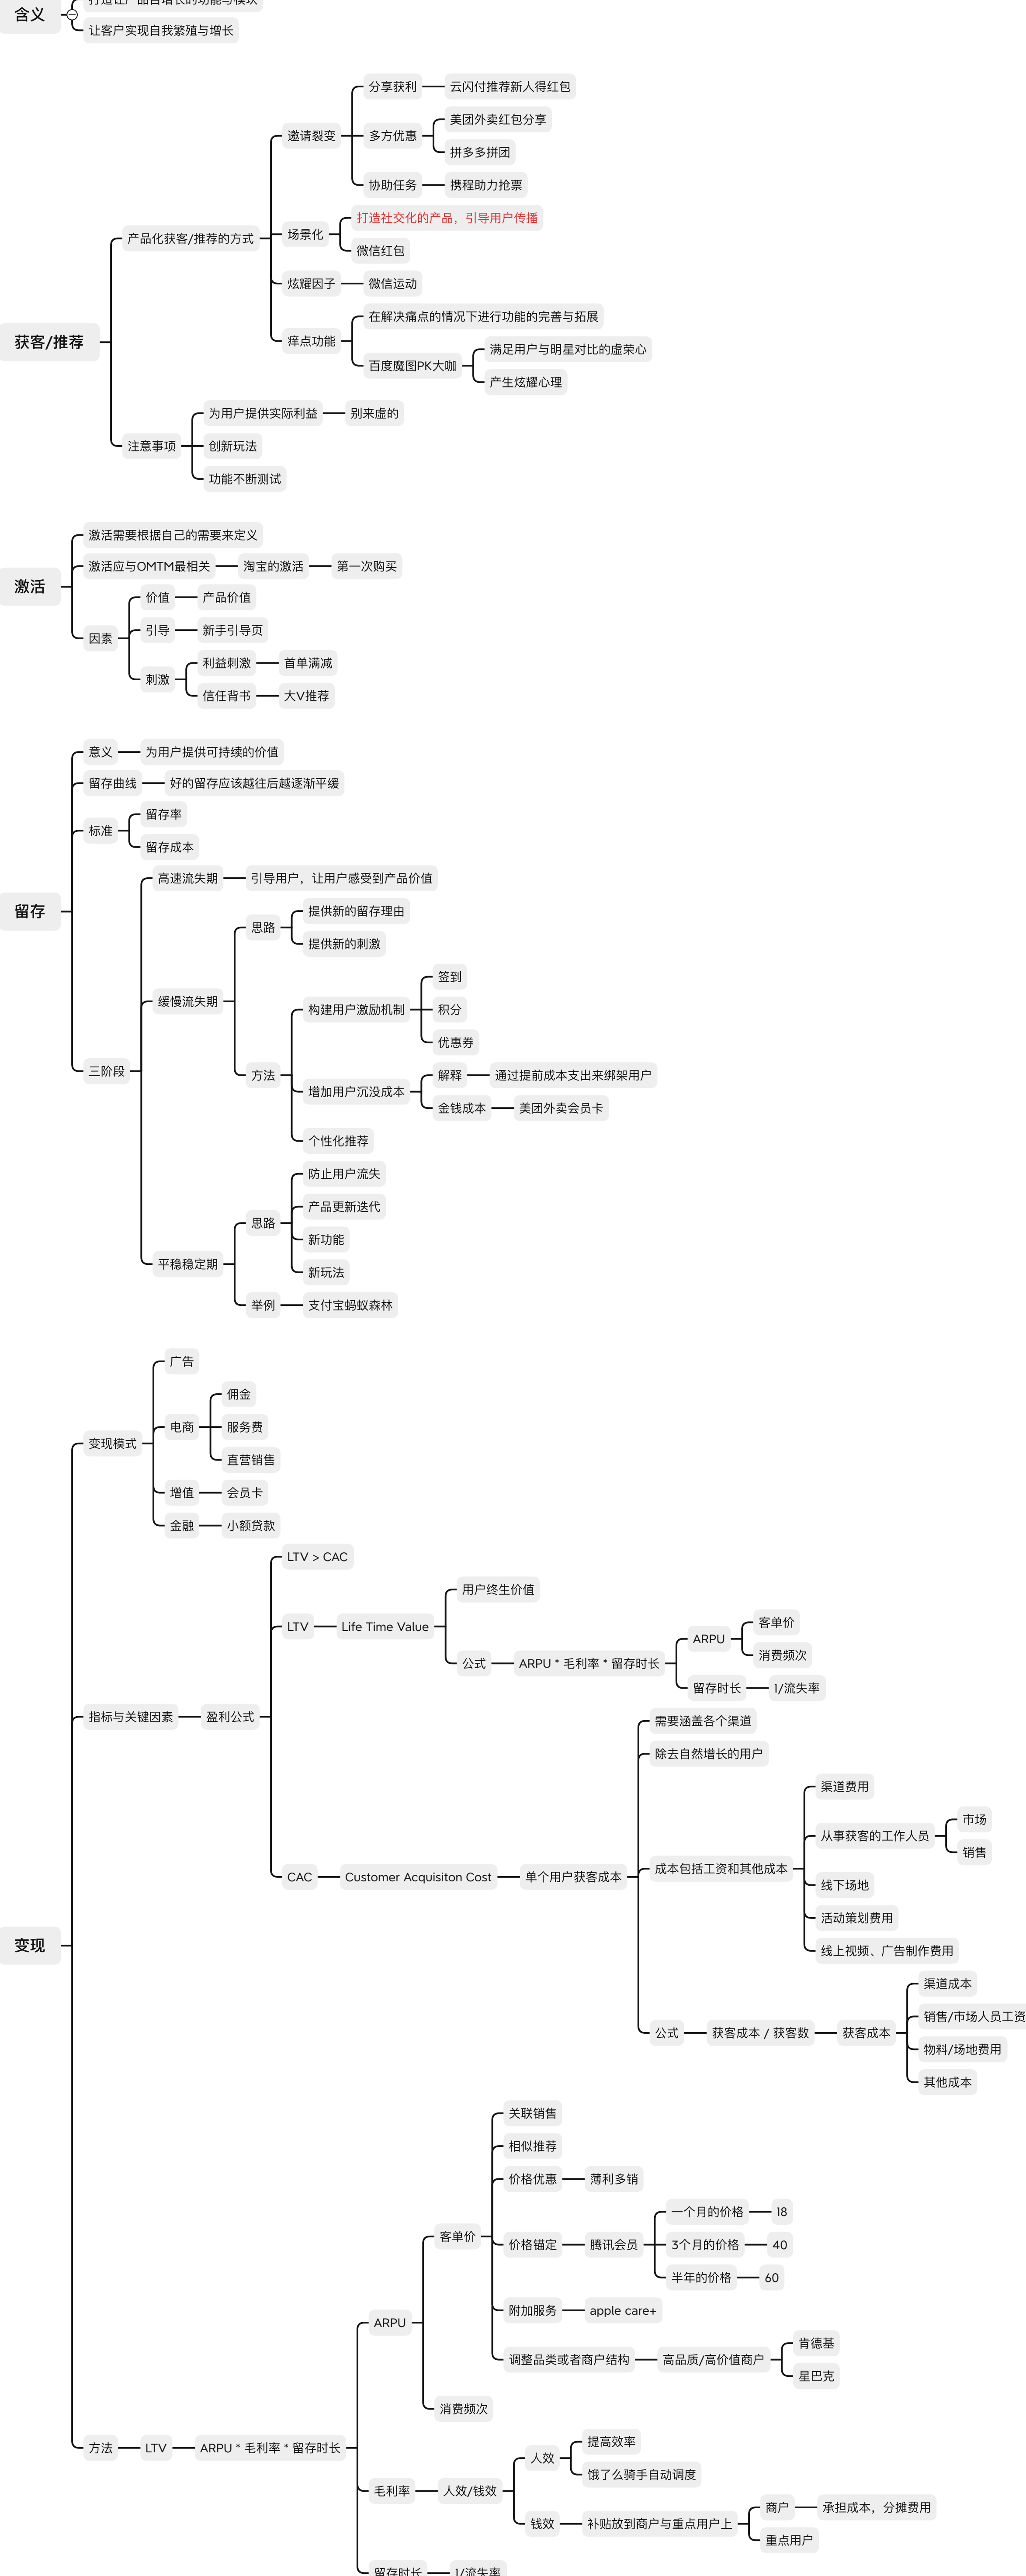 含义
打造让产品自增长的功能与模块
让客户实现自我繁殖与增长
获客/推荐
产品化获客/推荐的方式
邀请裂变
分享获利
云闪付推荐新人得红包
多方优惠
美团外卖红包分享
拼多多拼团
协助任务
携程助力抢票
场景化
打造社交化的产品，引导用户传播
微信红包
炫耀因子
微信运动
痒点功能
在解决痛点的情况下进行功能的完善与拓展
百度魔图PK大咖
满足用户与明星对比的虚荣心
产生炫耀心理
注意事项
为用户提供实际利益
别来虚的
创新玩法
功能不断测试
激活
激活需要根据自己的需要来定义
激活应与OMTM最相关
淘宝的激活
第一次购买
因素
价值
产品价值
引导
新手引导页
刺激
利益刺激
首单满减
信任背书
大V推荐
留存
意义
为用户提供可持续的价值
留存曲线
好的留存应该越往后越逐渐平缓
标准
留存率
留存成本
三阶段
高速流失期
引导用户，让用户感受到产品价值
缓慢流失期
思路
提供新的留存理由
提供新的刺激
方法
构建用户激励机制
签到
积分
优惠券
增加用户沉没成本
解释
通过提前成本支出来绑架用户
金钱成本
美团外卖会员卡
个性化推荐
平稳稳定期
思路
防止用户流失
产品更新迭代
新功能
新玩法
举例
支付宝蚂蚁森林
变现
变现模式
广告
电商
佣金
服务费
直营销售
增值
会员卡
金融
小额贷款
指标与关键因素
盈利公式
LTV > CAC
LTV
Life Time Value
用户终生价值
公式
ARPU * 毛利率 * 留存时长
ARPU
客单价
消费频次
留存时长
1/流失率
CAC
Customer Acquisiton Cost
单个用户获客成本
需要涵盖各个渠道
除去自然增长的用户
成本包括工资和其他成本
渠道费用
从事获客的工作人员
市场
销售
线下场地
活动策划费用
线上视频、广告制作费用
公式
获客成本 / 获客数
获客成本
渠道成本
销售/市场人员工资
物料/场地费用
其他成本
方法
LTV
ARPU * 毛利率 * 留存时长
ARPU
客单价
关联销售
相似推荐
价格优惠
薄利多销
价格锚定
腾讯会员
一个月的价格
18
3个月的价格
40
半年的价格
60
附加服务
apple care+
调整品类或者商户结构
高品质/高价值商户
肯德基
星巴克
消费频次
毛利率
人效/钱效
人效
提高效率
饿了么骑手自动调度
钱效
补贴放到商户与重点用户上
商户
承担成本，分摊费用
重点用户
留存时长
1/流失率